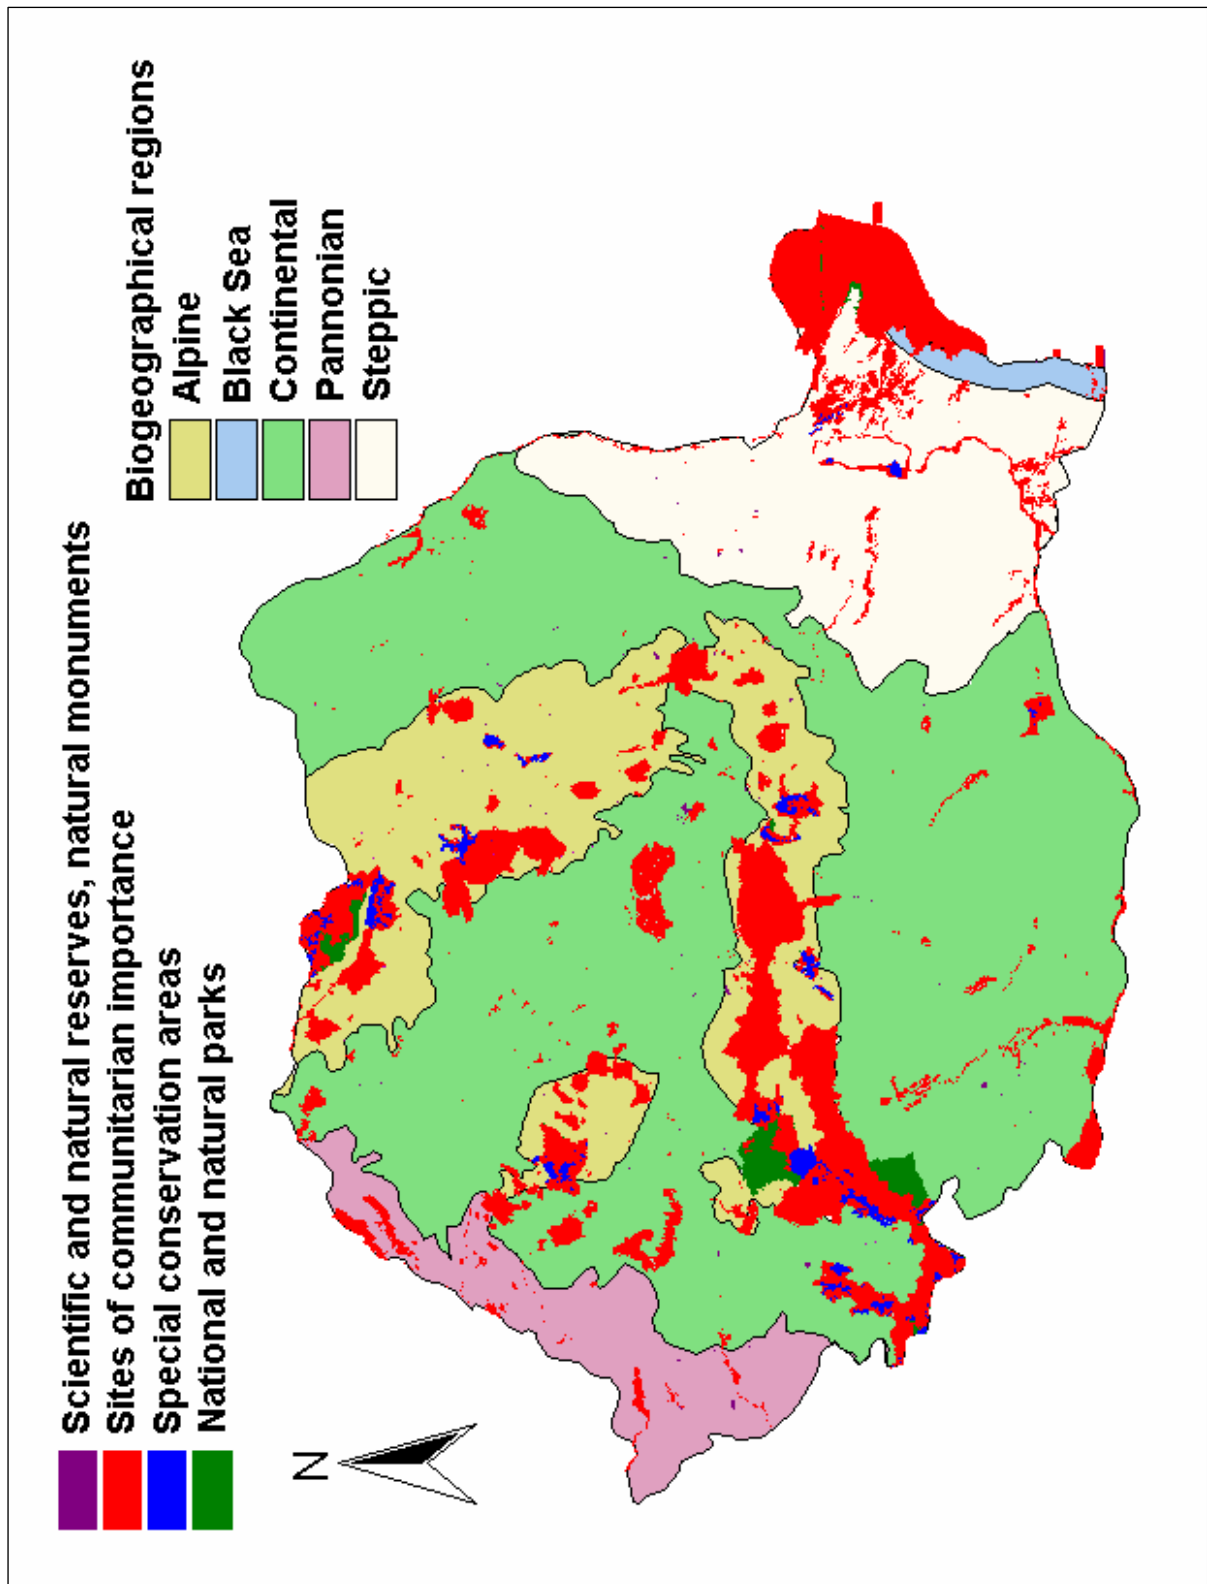 Scientific and natural reserves, natural monuments
Sites of communitarian importance
Special conservation areas
National and natural parks
Biogeographical regions
Alpine
Black Sea
Continental
Pannonian
Steppic
N